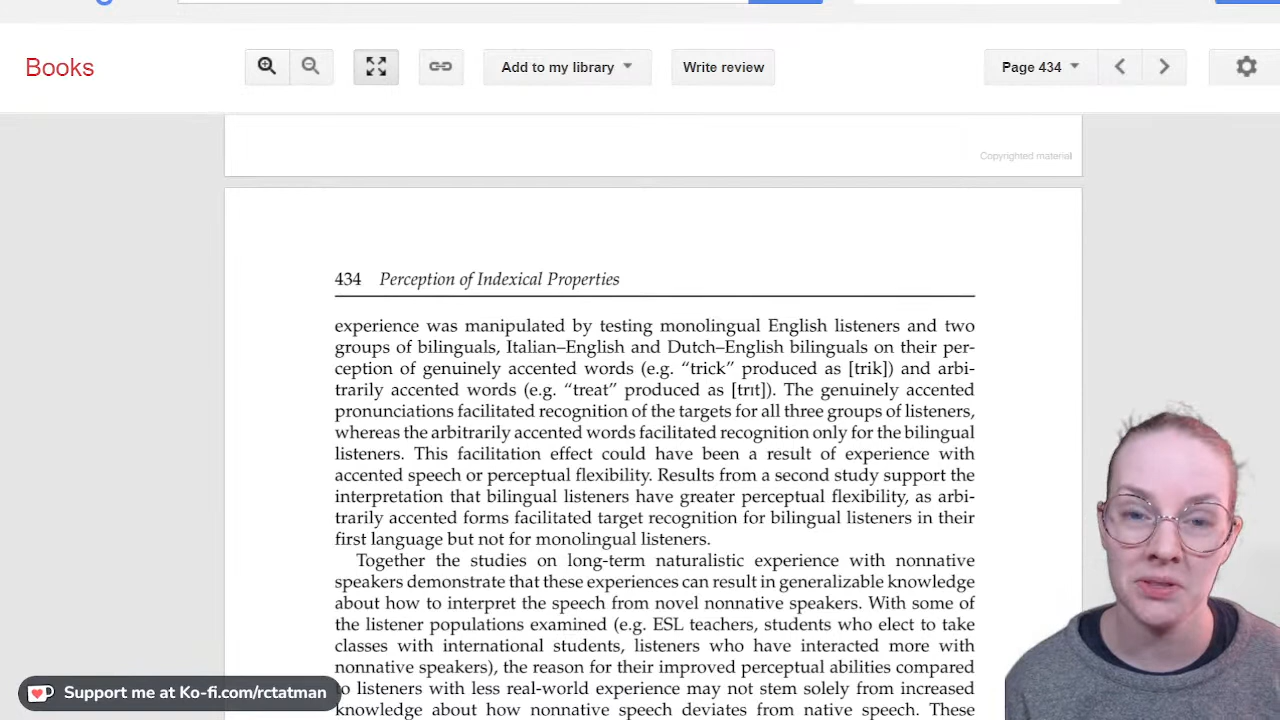 Books
Add to my library
Write review
Page 434
Copyrighted material
434 Perception of Indexical Properties
experience was manipulated by testing monolingual English listeners and two
groups of bilinguals, Italian–English and Dutch–English bilinguals on their per-
ception of genuinely accented words (e.g. “trick” produced as [trik]) and arbi-
trarily accented words (e.g. “treat” produced as [trɪt]). The genuinely accented
pronunciations facilitated recognition of the targets for all three groups of listeners,
whereas the arbitrarily accented words facilitated recognition only for the bilingual
listeners. This facilitation effect could have been a result of experience with
accented speech or perceptual flexibility. Results from a second study support the
interpretation that bilingual listeners have greater perceptual flexibility, as arbi-
trarily accented forms facilitated target recognition for bilingual listeners in their
first language but not for monolingual listeners.
Together the studies on long-term naturalistic experience with nonnative
speakers demonstrate that these experiences can result in generalizable knowledge
about how to interpret the speech from novel nonnative speakers. With some of
the listener populations examined (e.g. ESL teachers, students who elect to take
classes with international students, listeners who have interacted more with
nonnative speakers), the reason for their improved perceptual abilities compared
to listeners with less real-world experience may not stem solely from increased
knowledge about how nonnative speech deviates from native speech. These
Support me at Ko-fi.com/rctatman